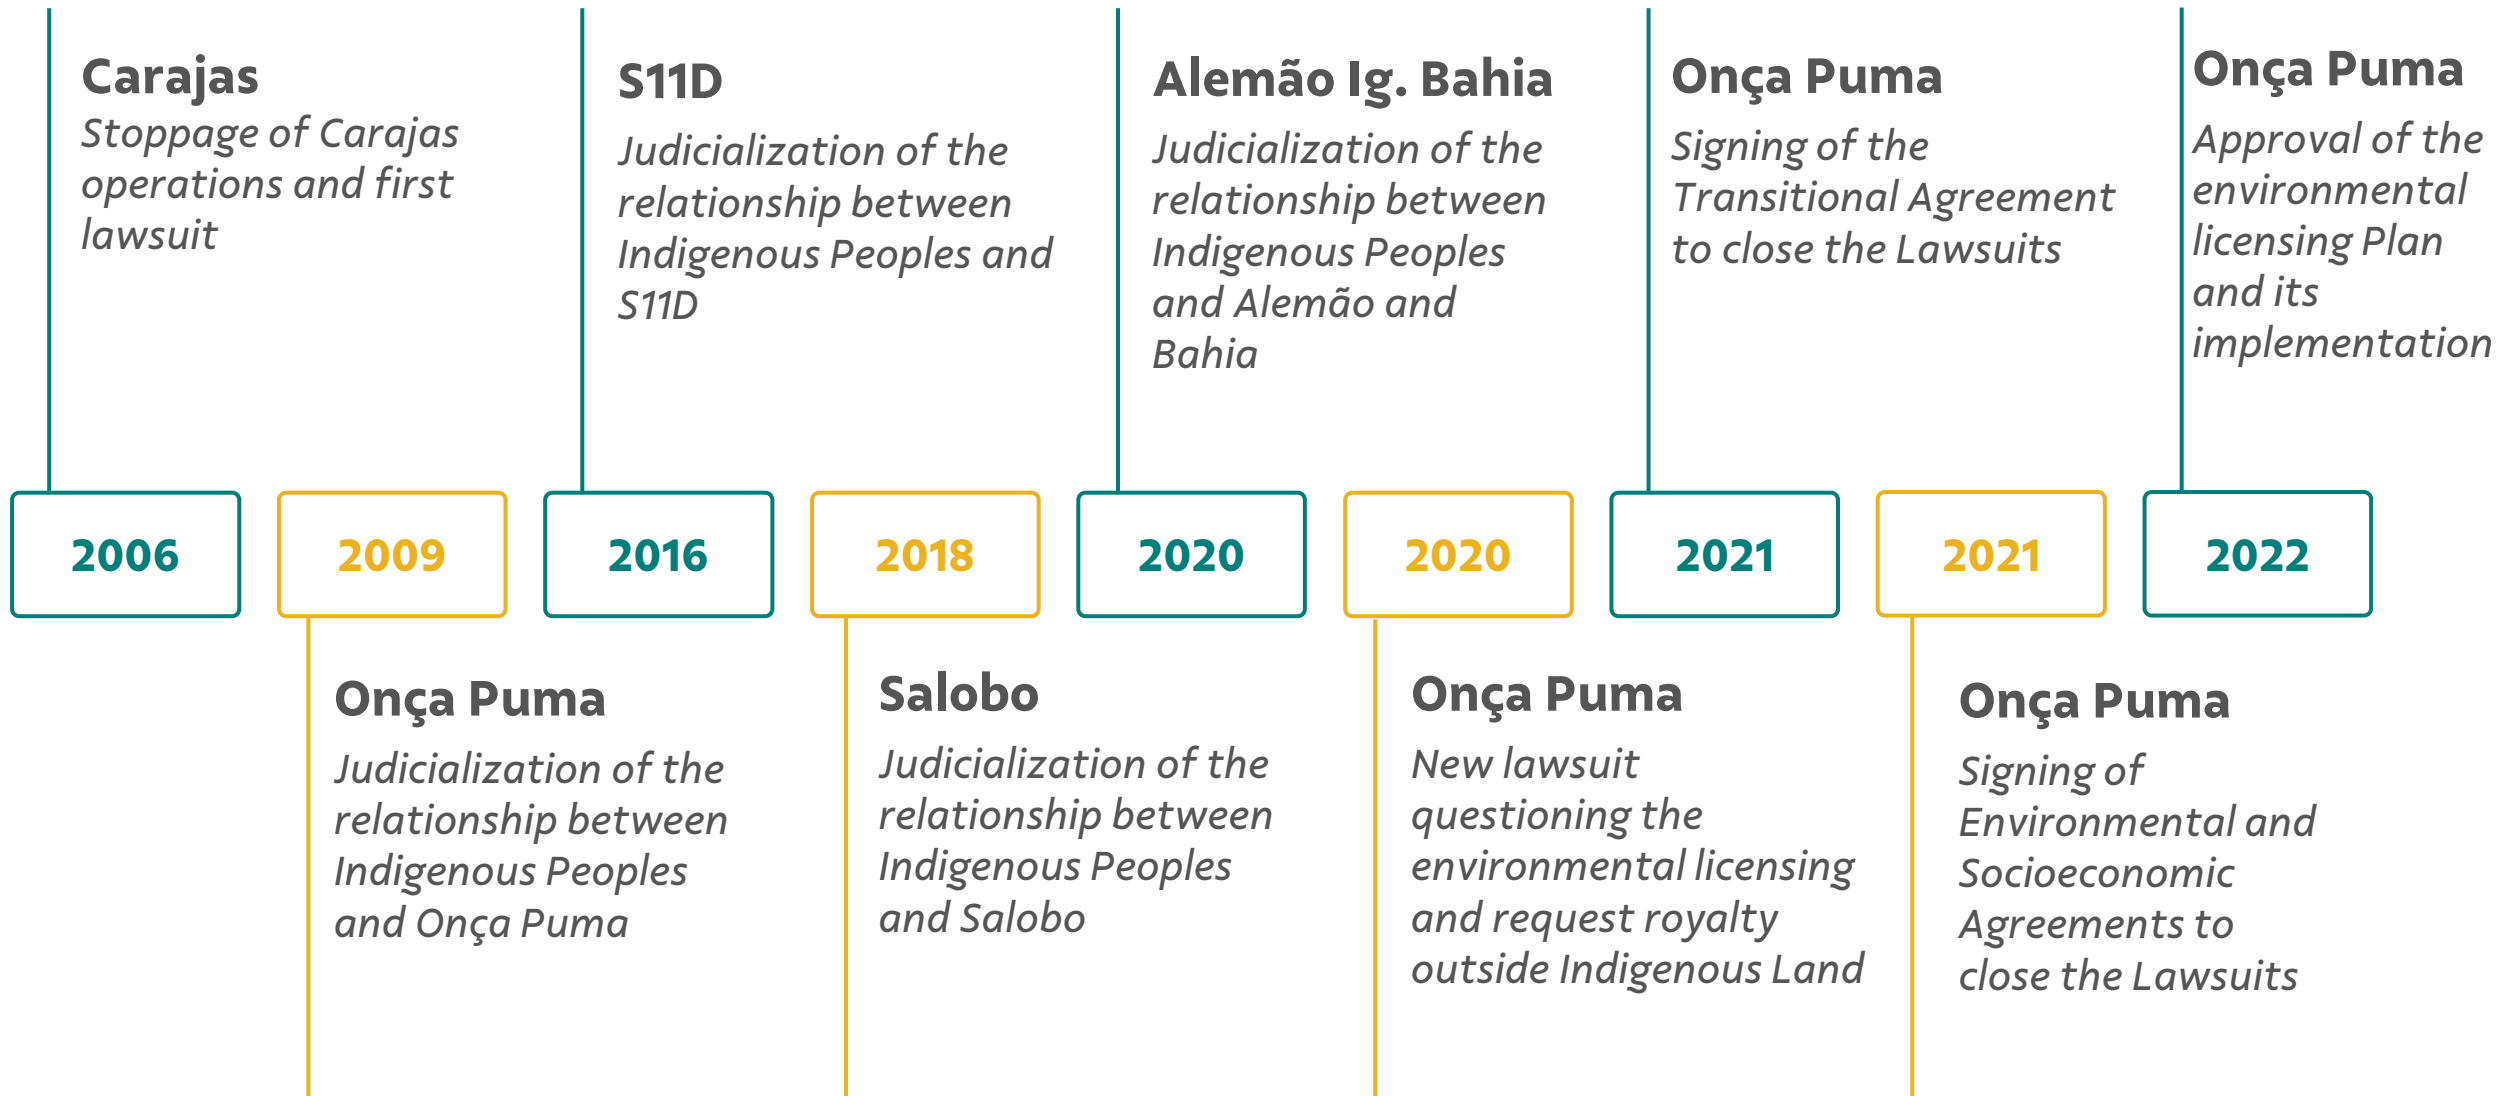 Carajas
Stoppage of Carajas
operations and first
lawsuit
S11D
Judicialization of the
relationship between
Indigenous Peoples and
S11D
Alemão Ig. Bahia
Judicialization of the
relationship between
Indigenous Peoples
and Alemão and
Bahia
Onça Puma
Signing of the
Transitional Agreement
to close the Lawsuits
Onça Puma
Approval of the
environmental
licensing Plan
and its
implementation
2006
2009
2016
2018
2020
2020
2021
2021
2022
Onça Puma
Judicialization of the
relationship between
Indigenous Peoples
and Onça Puma
Salobo
Judicialization of the
relationship between
Indigenous Peoples
and Salobo
Onça Puma
New lawsuit
questioning the
environmental licensing
and request royalty
outside Indigenous Land
Onça Puma
Signing of
Environmental and
Socioeconomic
Agreements to
close the Lawsuits